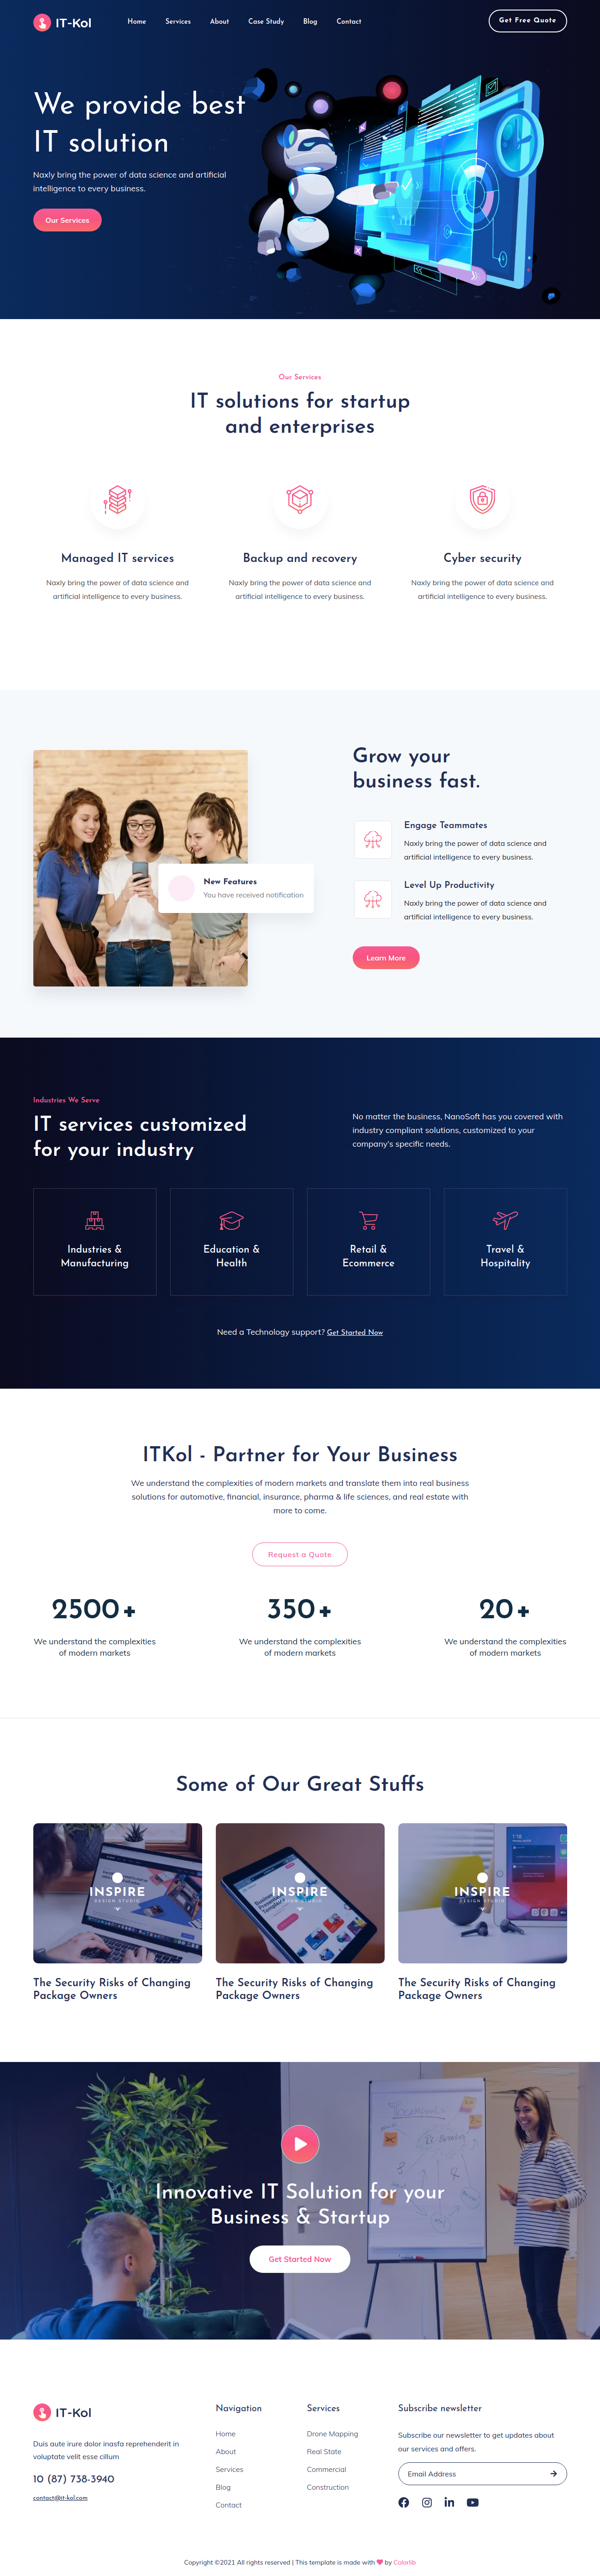 IT-Kol
Home Services About Case Study Blog Contact
Get Free Quote
We provide best
IT solution
Naxly bring the power of data science and artificial
intelligence to every business.
Our Services
Our Services
IT solutions for startup
and enterprises
Managed IT services
Naxly bring the power of data science and
artificial intelligence to every business.
Backup and recovery
Naxly bring the power of data science and
artificial intelligence to every business.
Cyber security
Naxly bring the power of data science and
artificial intelligence to every business.
New Features
You have received notification
Grow your
business fast.
Engage Teammates
Naxly bring the power of data science and
artificial intelligence to every business.
Level Up Productivity
Naxly bring the power of data science and
artificial intelligence to every business.
Learn More
Industries We Serve
IT services customized
for your industry
No matter the business, NanoSoft has you covered with
industry compliant solutions, customized to your
company's specific needs.
Industries &
Manufacturing
Education &
Health
Retail &
Ecommerce
Travel &
Hospitality
Need a Technology support? Get Started Now
ITKol - Partner for Your Business
We understand the complexities of modern markets and translate them into real business
solutions for automotive, financial, insurance, pharma & life sciences, and real estate with
more to come.
Request a Quote
2500+
We understand the complexities
of modern markets
350+
We understand the complexities
of modern markets
20+
We understand the complexities
of modern markets
Some of Our Great Stuffs
INSPIRE
DESIGN STUDIO
The Security Risks of Changing
Package Owners
INSPIRE
DESIGN STUDIO
The Security Risks of Changing
Package Owners
INSPIRE
DESIGN STUDIO
The Security Risks of Changing
Package Owners
Innovative IT Solution for your
Business & Startup
Get Started Now
IT-Kol
Duis aute irure dolor inasfa reprehenderit in
voluptate velit esse cillum
10 (87) 738-3940
contact@it-kol.com
Navigation
Home
About
Services
Blog
Contact
Services
Drone Mapping
Real State
Commercial
Construction
Subscribe newsletter
Subscribe our newsletter to get updates about
our services and offers.
Email Address
Copyright ©2021 All rights reserved | This template is made with by Colorlib